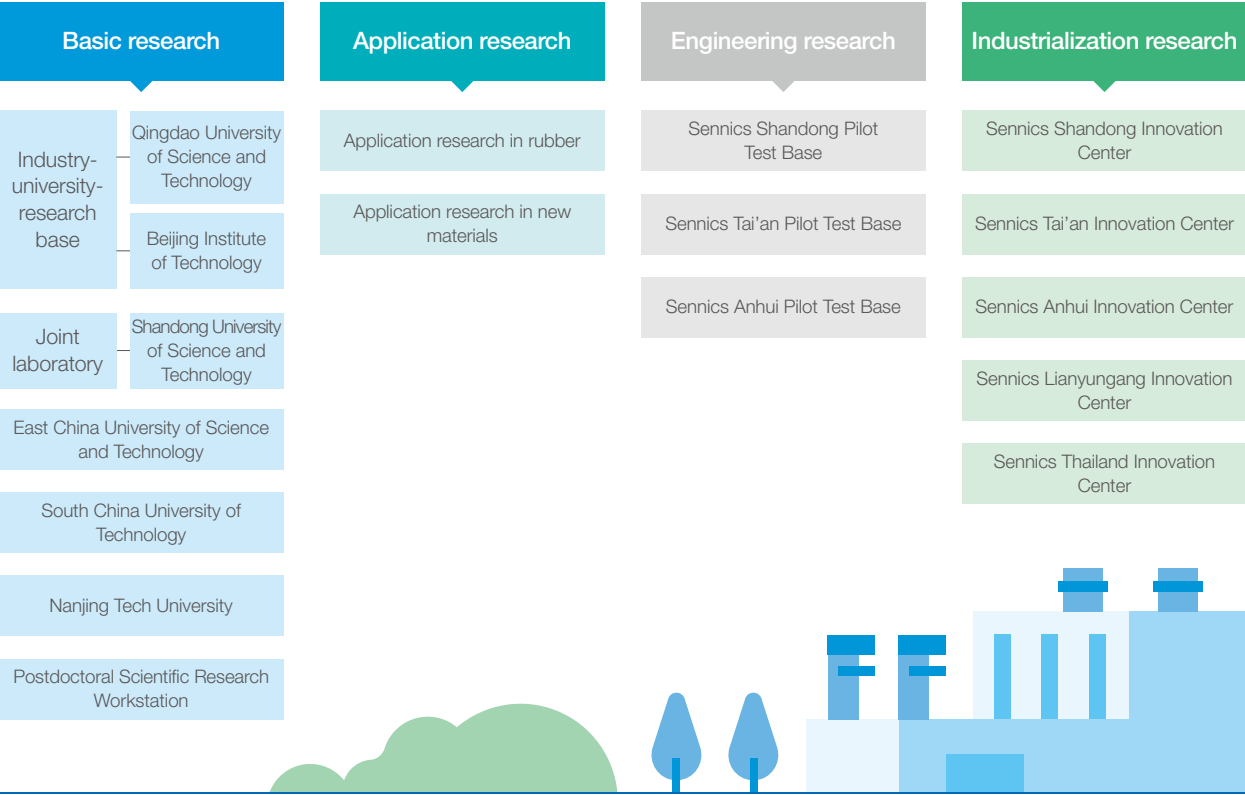 Basic research
Industry-
university-
research
base
Qingdao University
of Science and
Technology
Beijing Institute
of Technology
Joint
laboratory
Shandong University
of Science and
Technology
East China University of Science
and Technology
South China University of
Technology
Nanjing Tech University
Postdoctoral Scientific Research
Workstation
Application research
Application research in rubber
Application research in new
materials
Engineering research
Sennics Shandong Pilot
Test Base
Sennics Tai’an Pilot Test Base
Sennics Anhui Pilot Test Base
Industrialization research
Sennics Shandong Innovation
Center
Sennics Tai’an Innovation Center
Sennics Anhui Innovation Center
Sennics Lianyungang Innovation
Center
Sennics Thailand Innovation
Center